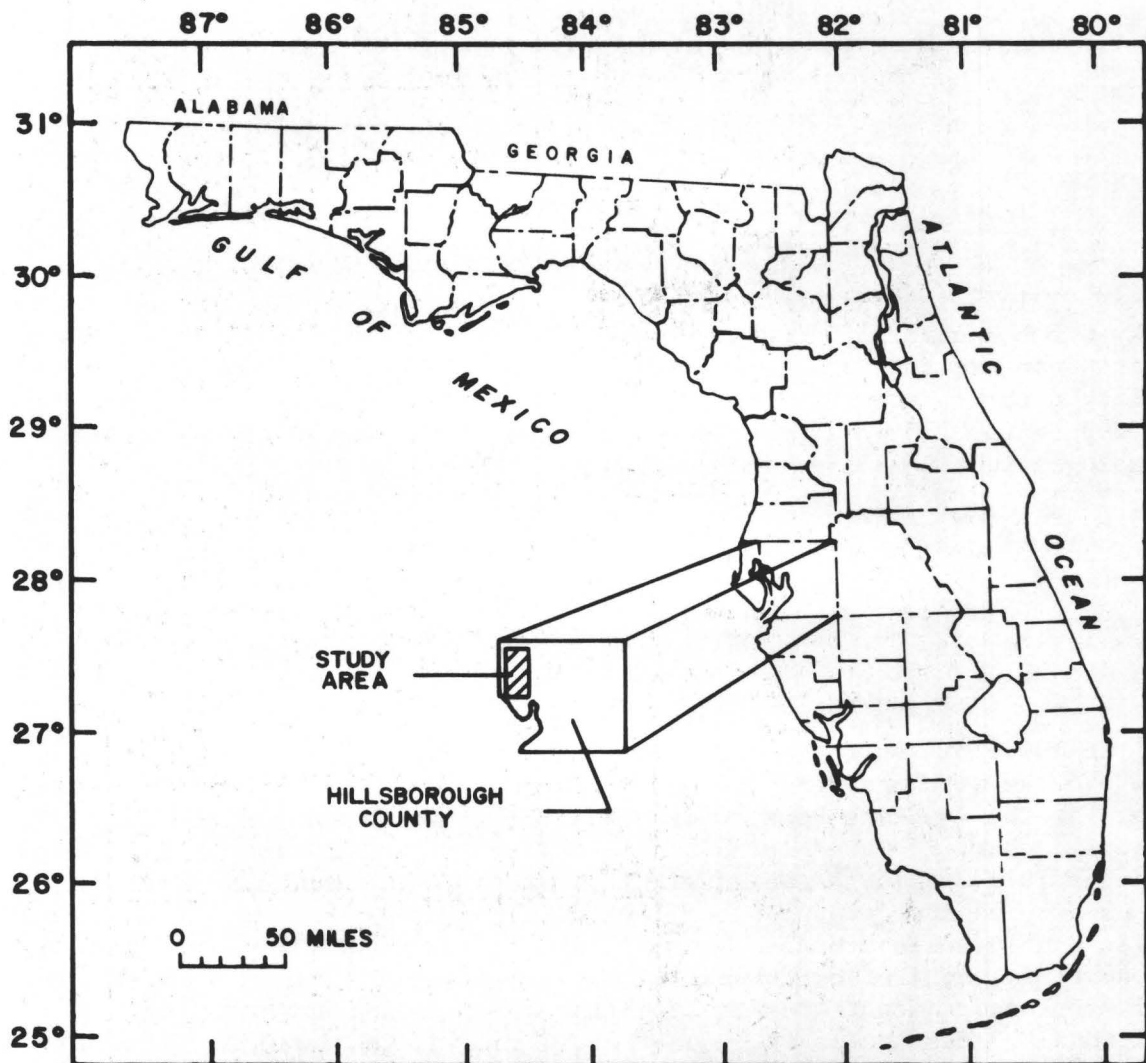 87° 86° 85° 84° 83° 82° 81° 80°
ALABAMA
31°
GEORGIA
ATLANTIC
OCEAN
GULF
OF
MEXICO
30°
29°
28°
STUDY
AREA
27°
HILLSBOROUGH
COUNTY
26°
0 50 MILES
25°